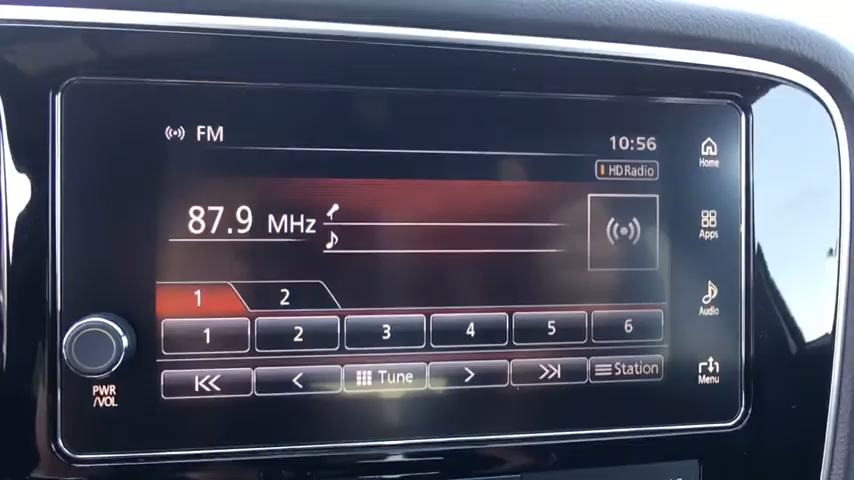 FM
10:56
HD Radio
Home
87.9 MHz
Apps
1 2
Audio
1 2 3 4 5 6
PWR
/VOL
Tune
Station
Menu